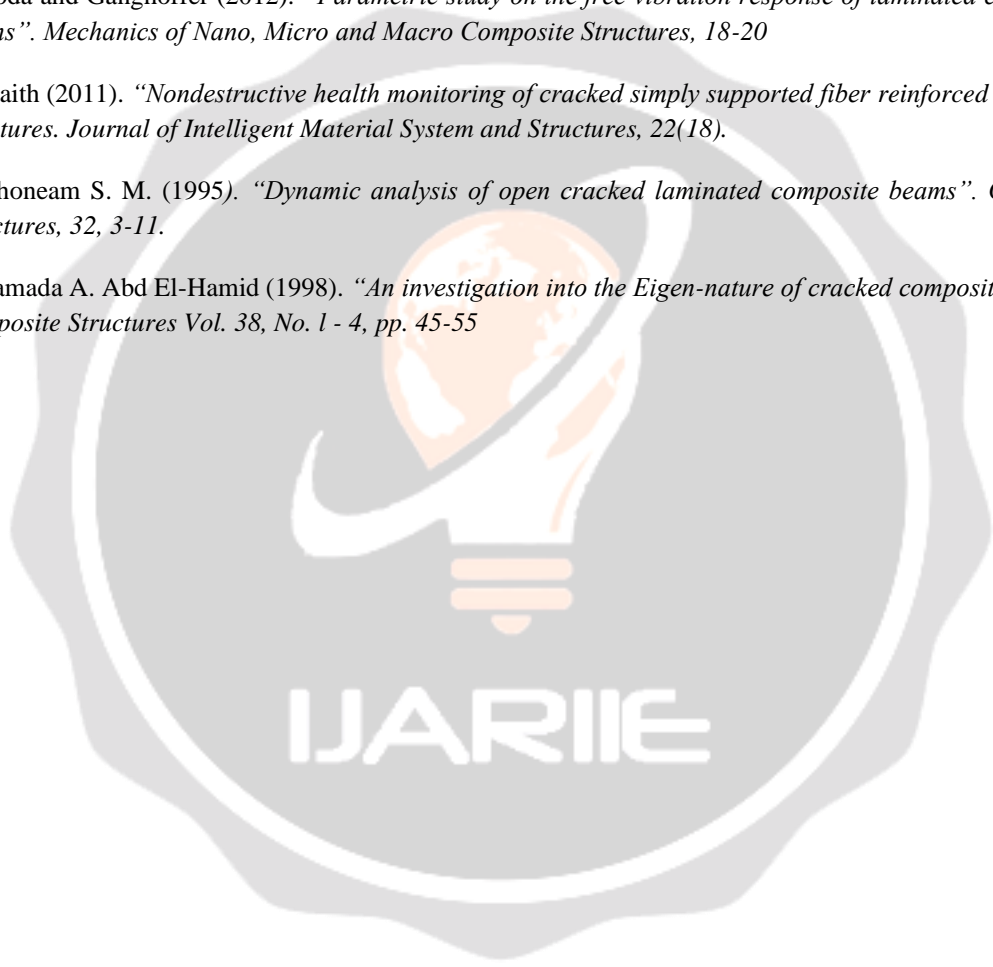 oda and Ganghoffer (2012). “Parametric study on the free vibration response of laminated c
ns”. Mechanics of Nano, Micro and Macro Composite Structures, 18-20
aith (2011). “Nondestructive health monitoring of cracked simply supported fiber reinforced
tures. Journal of Intelligent Material System and Structures, 22(18).
honeam S. M. (1995). “Dynamic analysis of open cracked laminated composite beams”.
ctures, 32, 3-11.
amada A. Abd El-Hamid (1998). “An investigation into the Eigen-nature of cracked composit
posite Structures Vol. 38, No. l - 4, pp. 45-55
IJARIIE